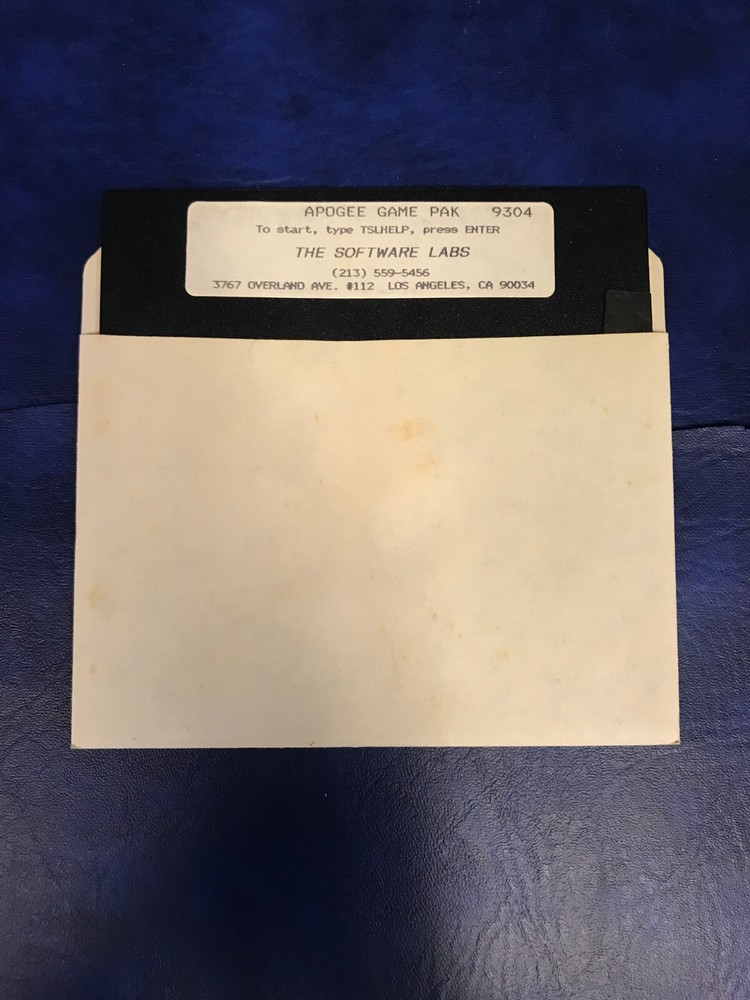 APOGEE GAME PAK 9304
To start, type TSLHELP, press ENTER
THE SOFTWARE LABS
(213) 559-5456
3767 OVERLAND AVE. #112 LOS ANGELES, CA 90034